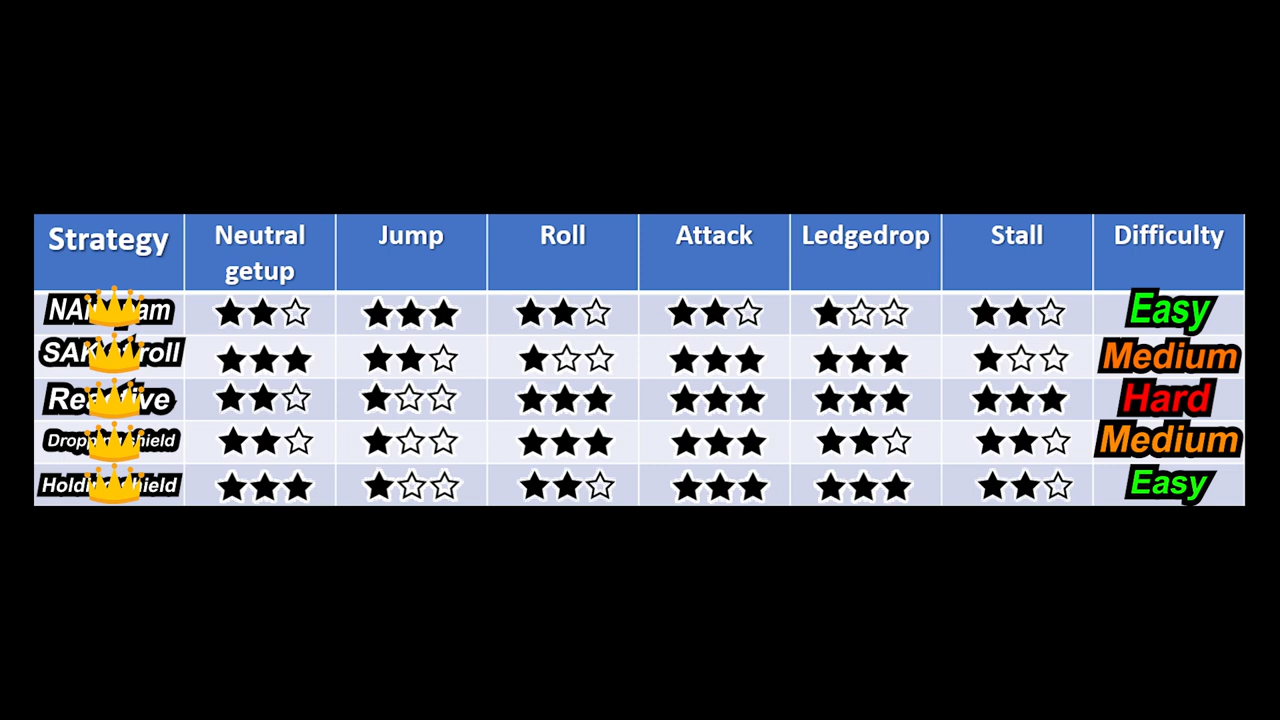 Strategy Neutral getup Jump Roll Attack Ledgedrop Stall Difficulty
★★☆ ★★★ ★★☆ ★★☆ ★☆☆ ★★☆ Easy
★★★ ★★☆ ★☆☆ ★★★ ★★★ ★☆☆ Medium
★★☆ ★☆☆ ★★★ ★★★ ★★★ ★★★ Hard
★★☆ ★☆☆ ★★★ ★★★ ★★☆ ★★☆ Medium
★★★ ★☆☆ ★★☆ ★★★ ★★★ ★★☆ Easy